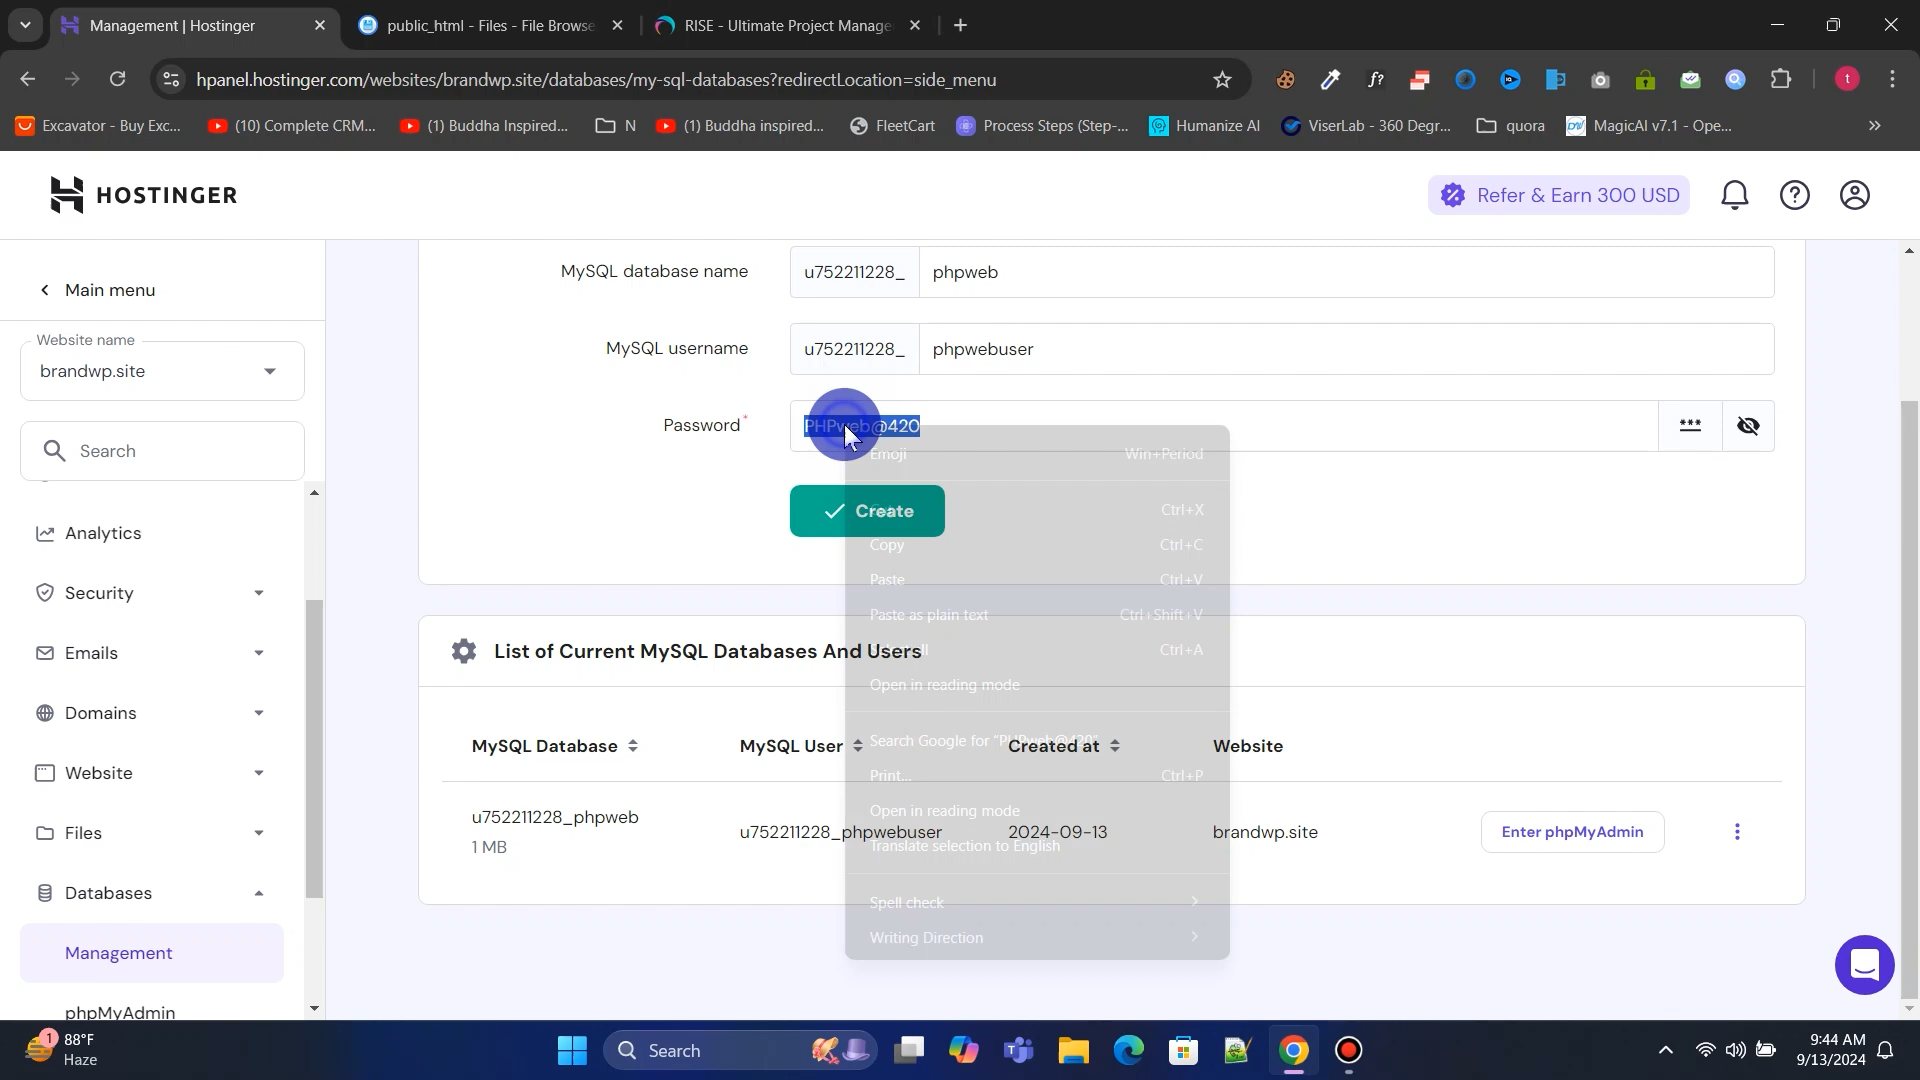 Management | Hostinger
public_html - Files - File Browse
RISE - Ultimate Project Manage
hpanel.hostinger.com/websites/brandwp.site/databases/my-sql-databases?redirectLocation=side_menu
Excavator - Buy Exc...
(10) Complete CRM...
(1) Buddha Inspired...
N
(1) Buddha inspired...
FleetCart
Process Steps (Step-...
Humanize AI
ViserLab - 360 Degr...
quora
MagicAI v7.1 - Ope...
HOSTINGER
Refer & Earn 300 USD
Main menu
Website name
brandwp.site
Search
Analytics
Security
Emails
Domains
Website
Files
Databases
Management
phpMyAdmin
MySQL database name
u752211228_
phpweb
MySQL username
u752211228_
phpwebuser
Password*
PHPweb@420
Create
Emoji Win+Period
Ctrl+X
Copy Ctrl+C
Paste Ctrl+V
Paste as plain text Ctrl+Shift+V
Ctrl+A
Open in reading mode
Search Google for "PHPweb@420"
Print... Ctrl+P
Open in reading mode
Translate selection to English
Spell check
Writing Direction
List of Current MySQL Databases And Users
MySQL Database
MySQL User
Created at
Website
u752211228_phpweb
1 MB
u752211228_phpwebuser
2024-09-13
brandwp.site
Enter phpMyAdmin
1
88°F
Haze
Search
9:44 AM
9/13/2024